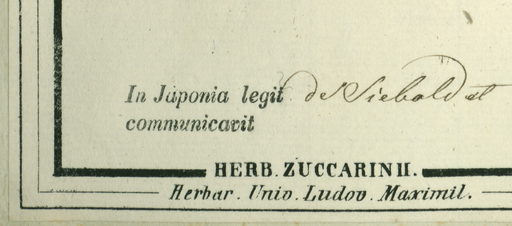 In Japonia legit de Siebold et
communicavit
HERB. ZUCCARINII.
Herbar. Univ. Ludov. Maximil.